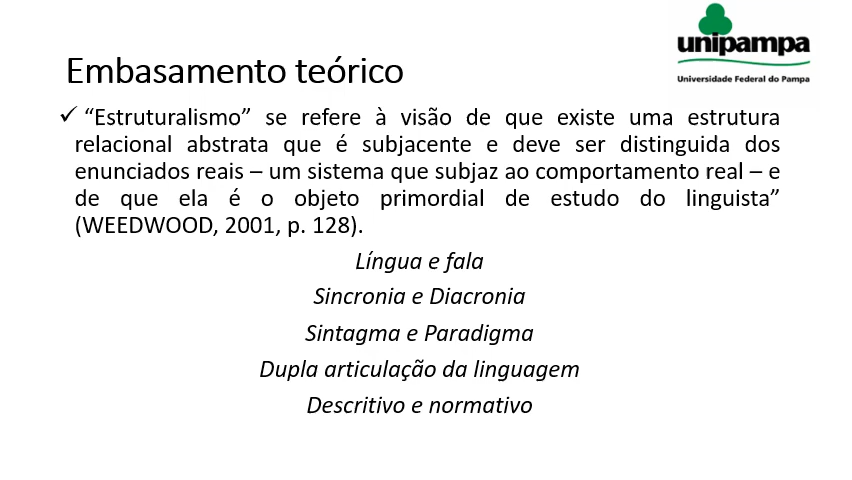 unipampa
Universidade Federal do Pampa
Embasamento teórico
✓ “Estruturalismo” se refere à visão de que existe uma estrutura
relacional abstrata que é subjacente e deve ser distinguida dos
enunciados reais – um sistema que subjaz ao comportamento real – e
de que ela é o objeto primordial de estudo do linguista”
(WEEDWOOD, 2001, p. 128).
Língua e fala
Sincronia e Diacronia
Sintagma e Paradigma
Dupla articulação da linguagem
Descritivo e normativo